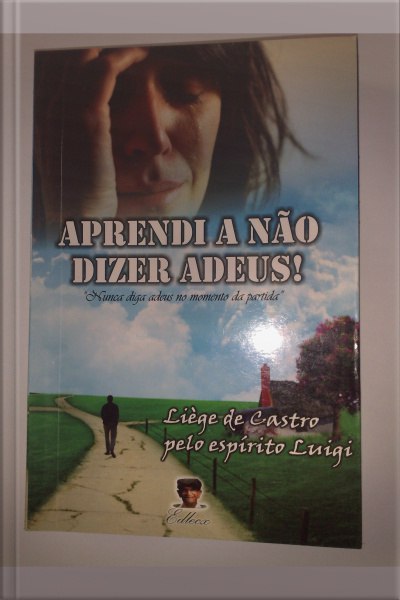 APRENDI A NÃO
DIZER ADEUS!
"Nunca diga adeus no momento da partida"
Liège de Castro
pelo espírito Luigi
Edleox